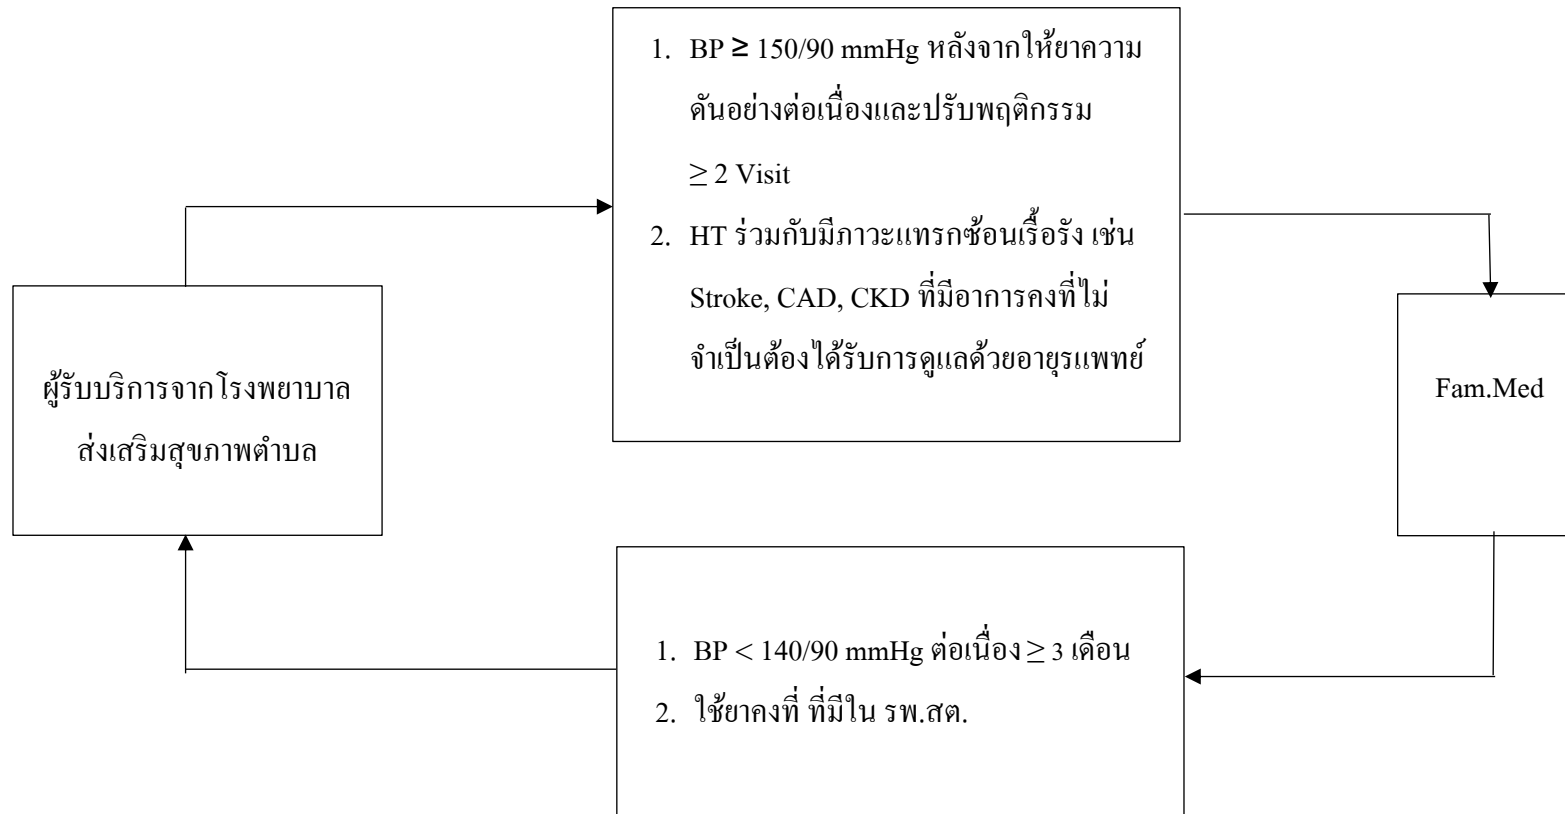 1. BP ≥ 150/90 mmHg หลังจากให้ยาความ
ดันอย่างต่อเนื่องและปรับพฤติกรรม
≥ 2 Visit
2. HT ร่วมกับมีภาวะแทรกซ้อนเรื้อรัง เช่น
Stroke, CAD, CKD ที่มีอาการคงที่ไม่
จำเป็นต้องได้รับการดูแลด้วยอายุรแพทย์
ผู้รับบริการจากโรงพยาบาล
ส่งเสริมสุขภาพตำบล
Fam.Med
1. BP < 140/90 mmHg ต่อเนื่อง ≥ 3 เดือน
2. ใช้ยาคงที่ ที่มีใน รพ.สต.